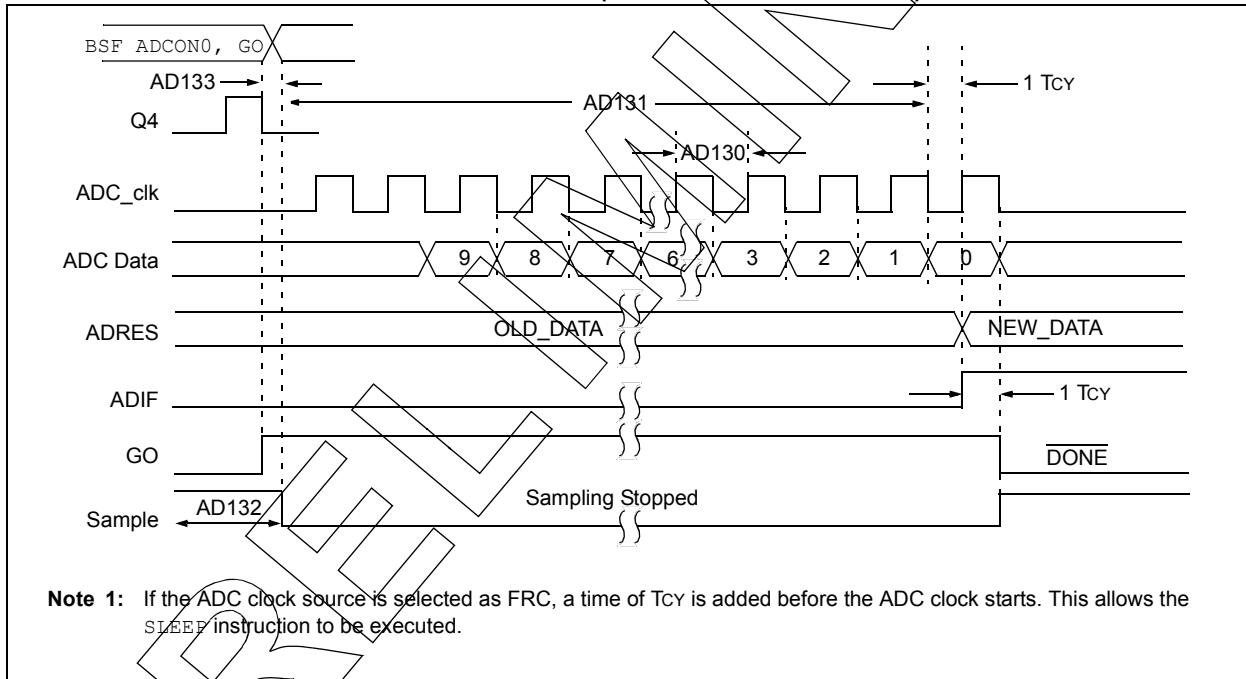 BSF ADCON0, GO
AD133
1 TCY
AD131
Q4
AD130
ADC_clk
ADC Data 9 8 7 6 3 2 1 0
ADRES OLD_DATA NEW_DATA
ADIF 1 TCY
GO DONE
Sample AD132 Sampling Stopped
Note 1: If the ADC clock source is selected as FRC, a time of TCY is added before the ADC clock starts. This allows the
SLEEP instruction to be executed.